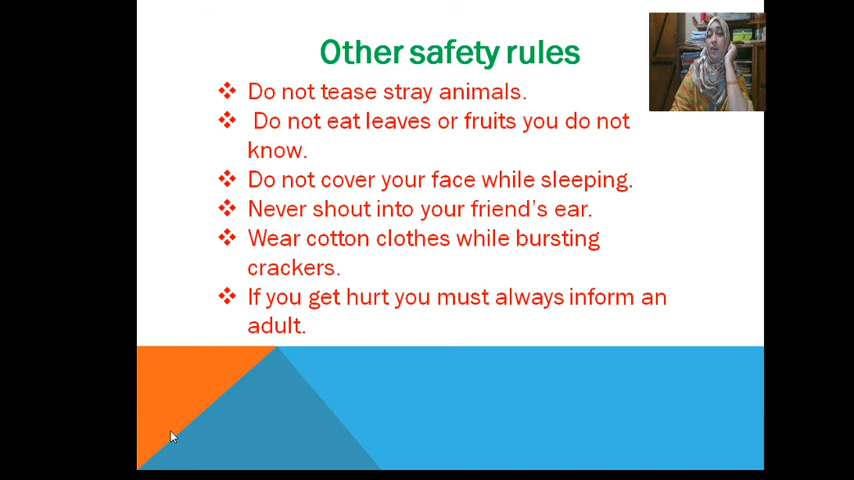 Other safety rules
Do not tease stray animals.
Do not eat leaves or fruits you do not
know.
Do not cover your face while sleeping.
Never shout into your friend's ear.
Wear cotton clothes while bursting
crackers.
If you get hurt you must always inform an
adult.